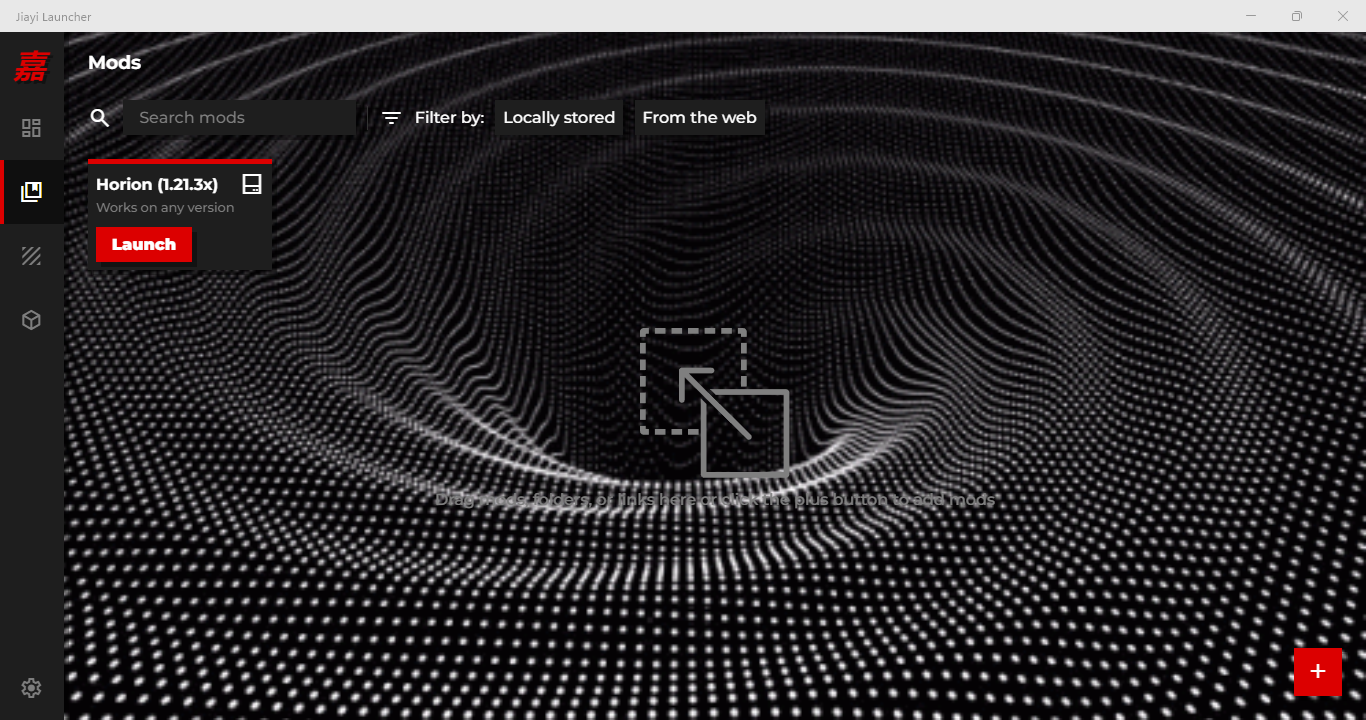 Jiayi Launcher
嘉
Mods
Search mods
Filter by:
Locally stored
From the web
Horion (1.21.3x)
Works on any version
Launch
Drag mods, folders, or links here or click the plus button to add mods
+